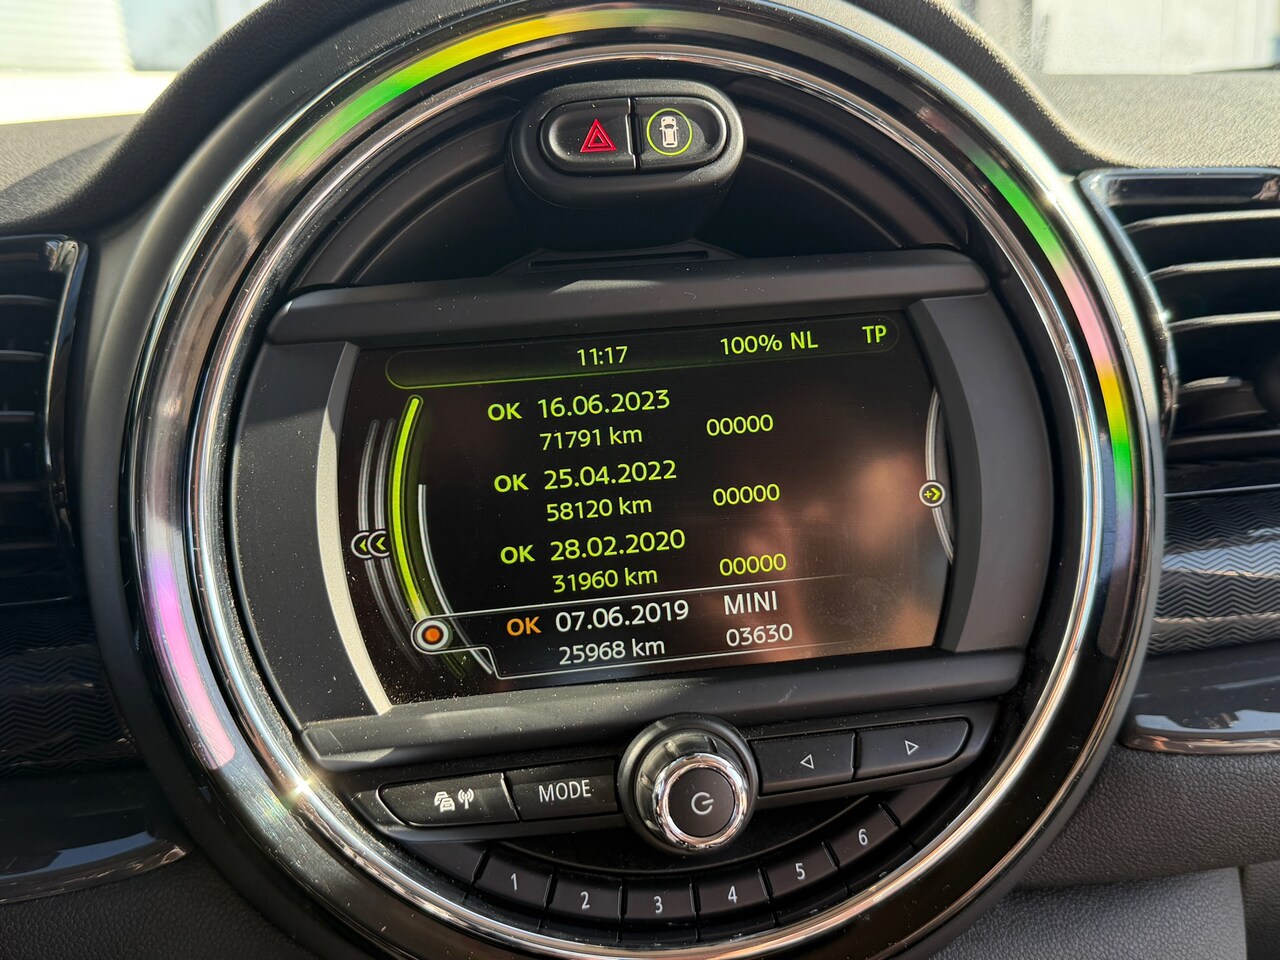 11:17 100% NL TP
OK 16.06.2023
71791 km 00000
OK 25.04.2022
58120 km 00000
OK 28.02.2020
31960 km 00000
OK 07.06.2019 MINI
25968 km 03630
MODE
1 2 3 4 5 6